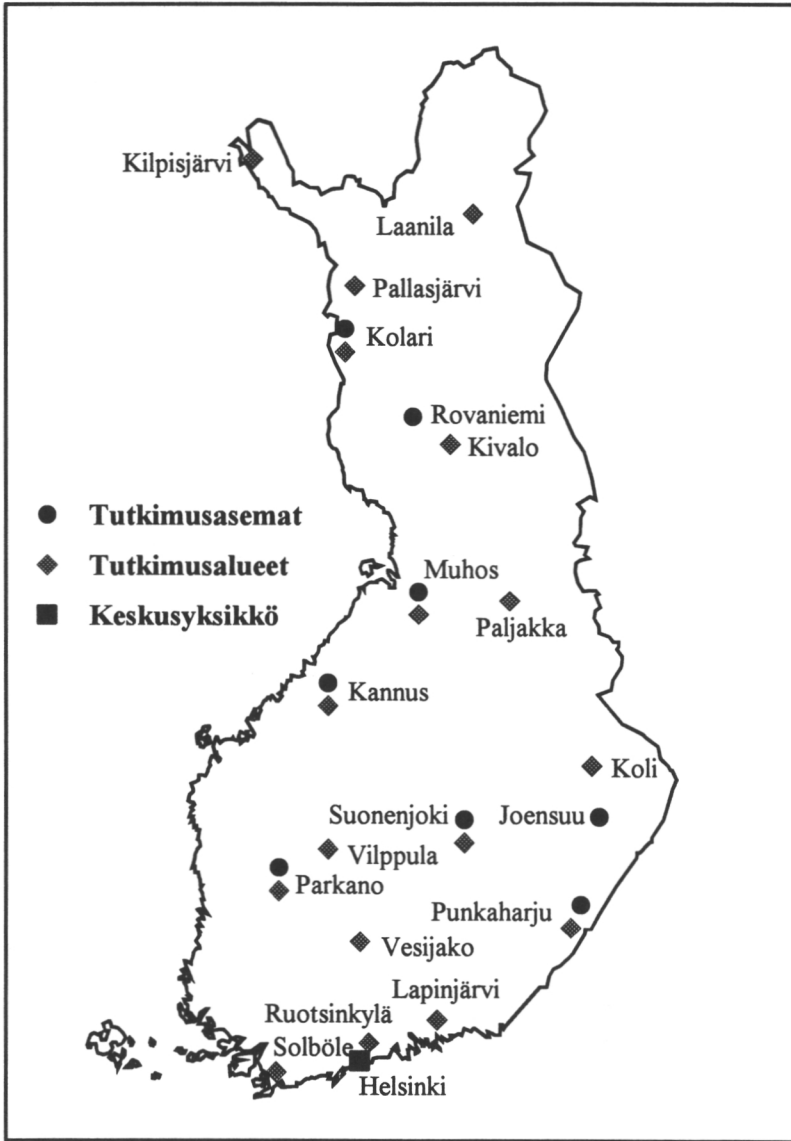 Kilpisjärvi
Laanila
Pallasjärvi
Kolari
Rovaniemi
Kivalo
Tutkimusasemat
Tutkimusalueet
Keskusyksikkö
Muhos
Paljakka
Kannus
Koli
Suonenjoki
Joensuu
Vilppula
Parkano
Punkaharju
Vesijako
Lapinjärvi
Ruotsinkylä
Solböle
Helsinki